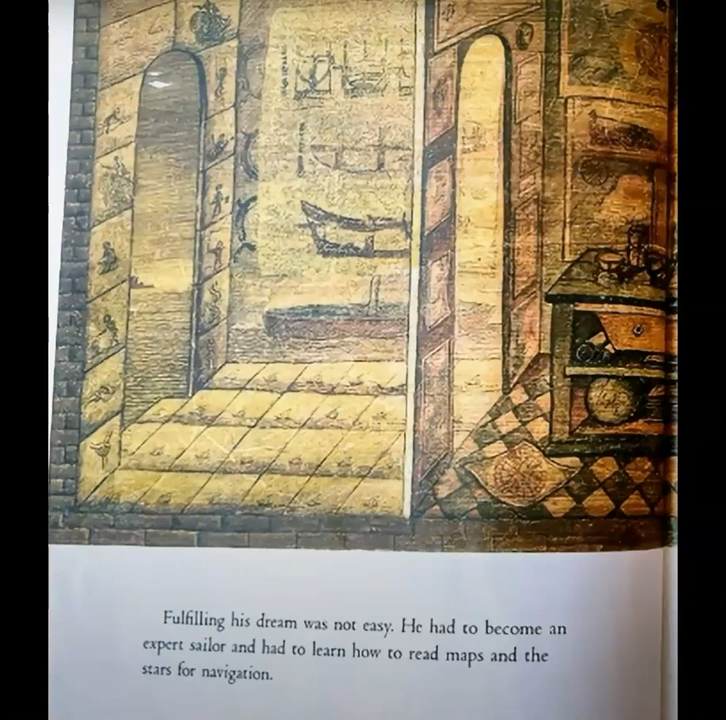 Fulfilling his dream was not easy. He had to become an
expert sailor and had to learn how to read maps and the
stars for navigation.